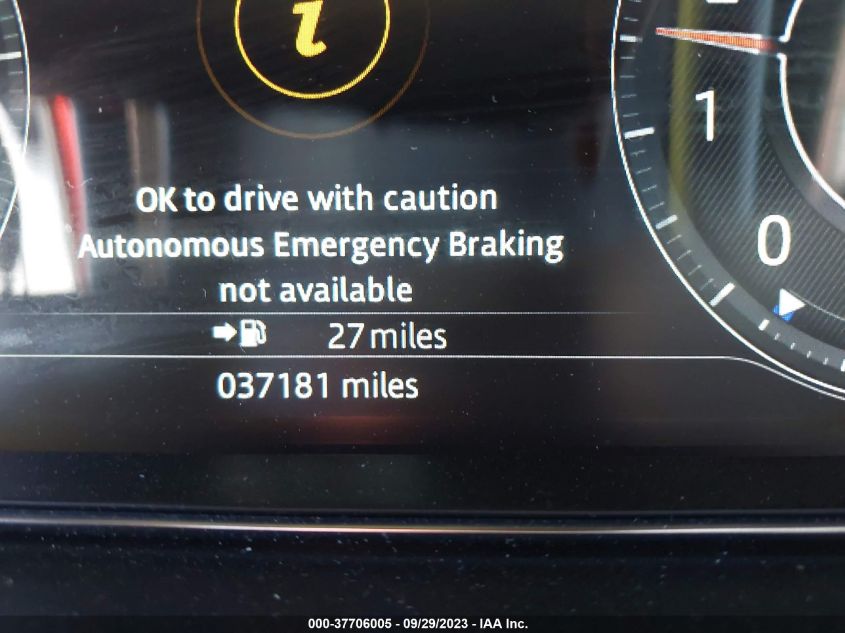 i
OK to drive with caution
Autonomous Emergency Braking
not available
27 miles
037181 miles
1
0
000-37706005 - 09/29/2023 - IAA Inc.